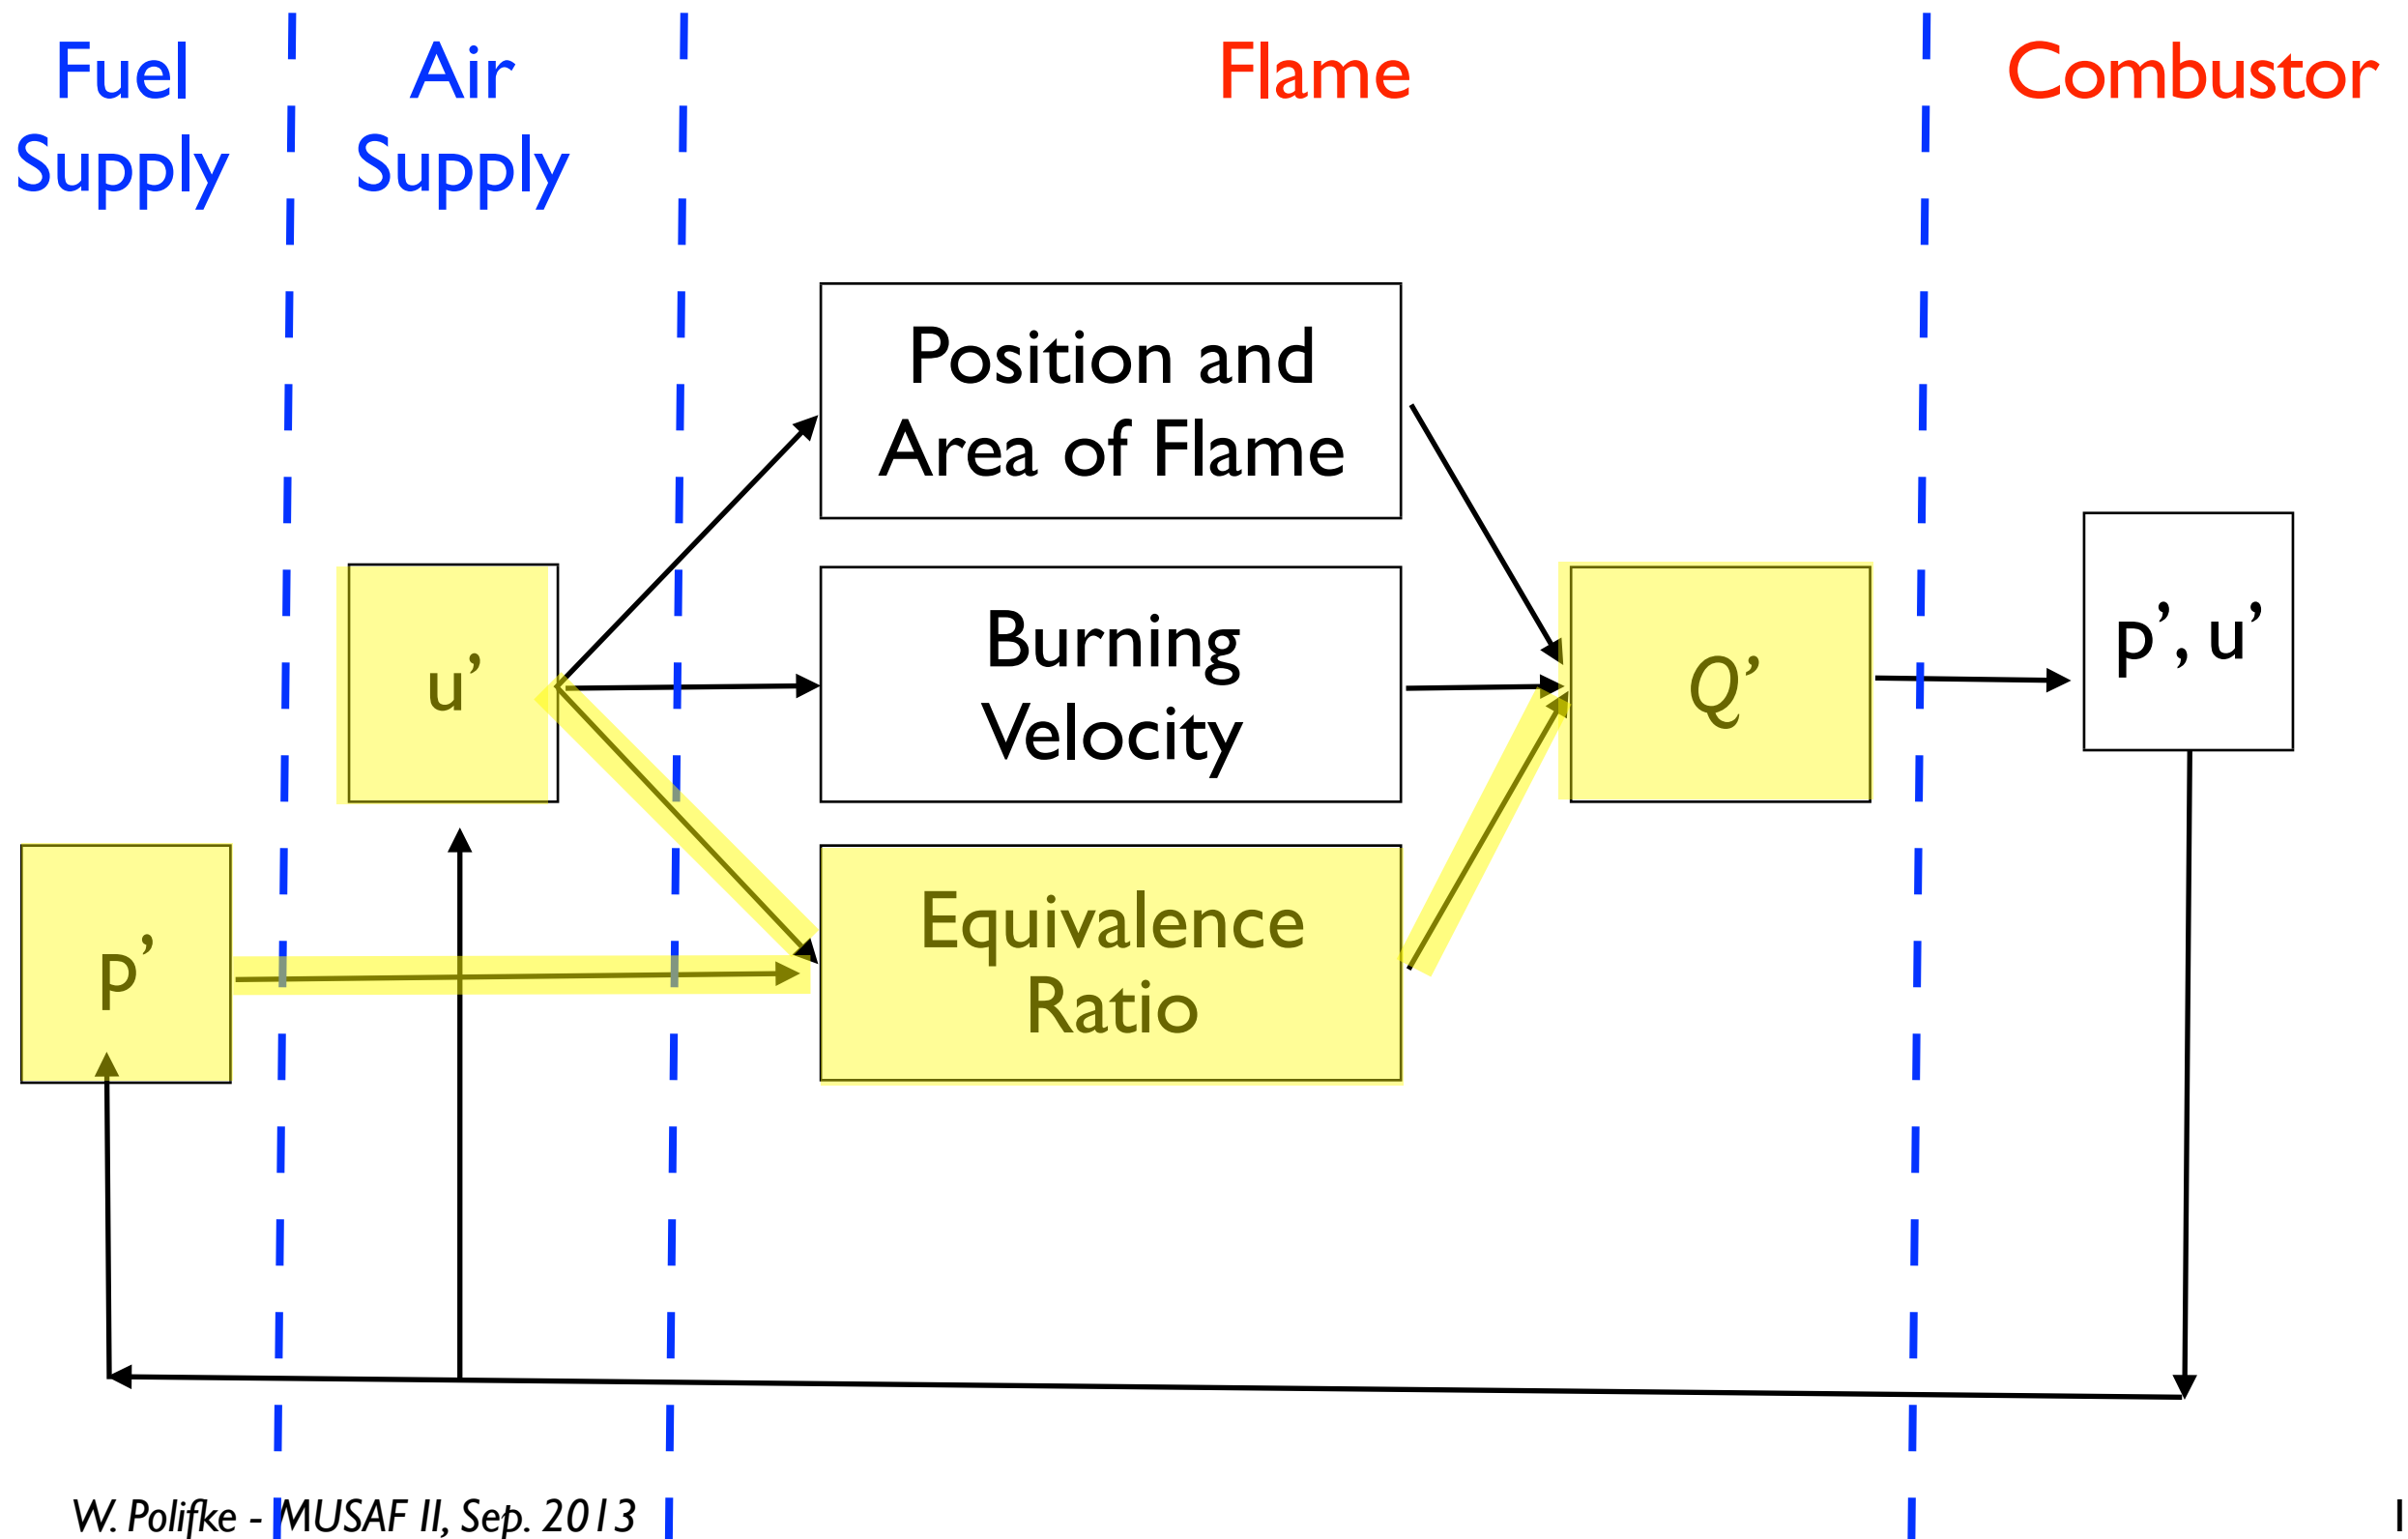 Fuel
Supply
Air
Supply
Flame
Combustor
Position and
Area of Flame
Burning
Velocity
Equivalence
Ratio
u’
p’
Q’
p’, u’
W. Polifke - MUSAF II, Sep. 2013
1